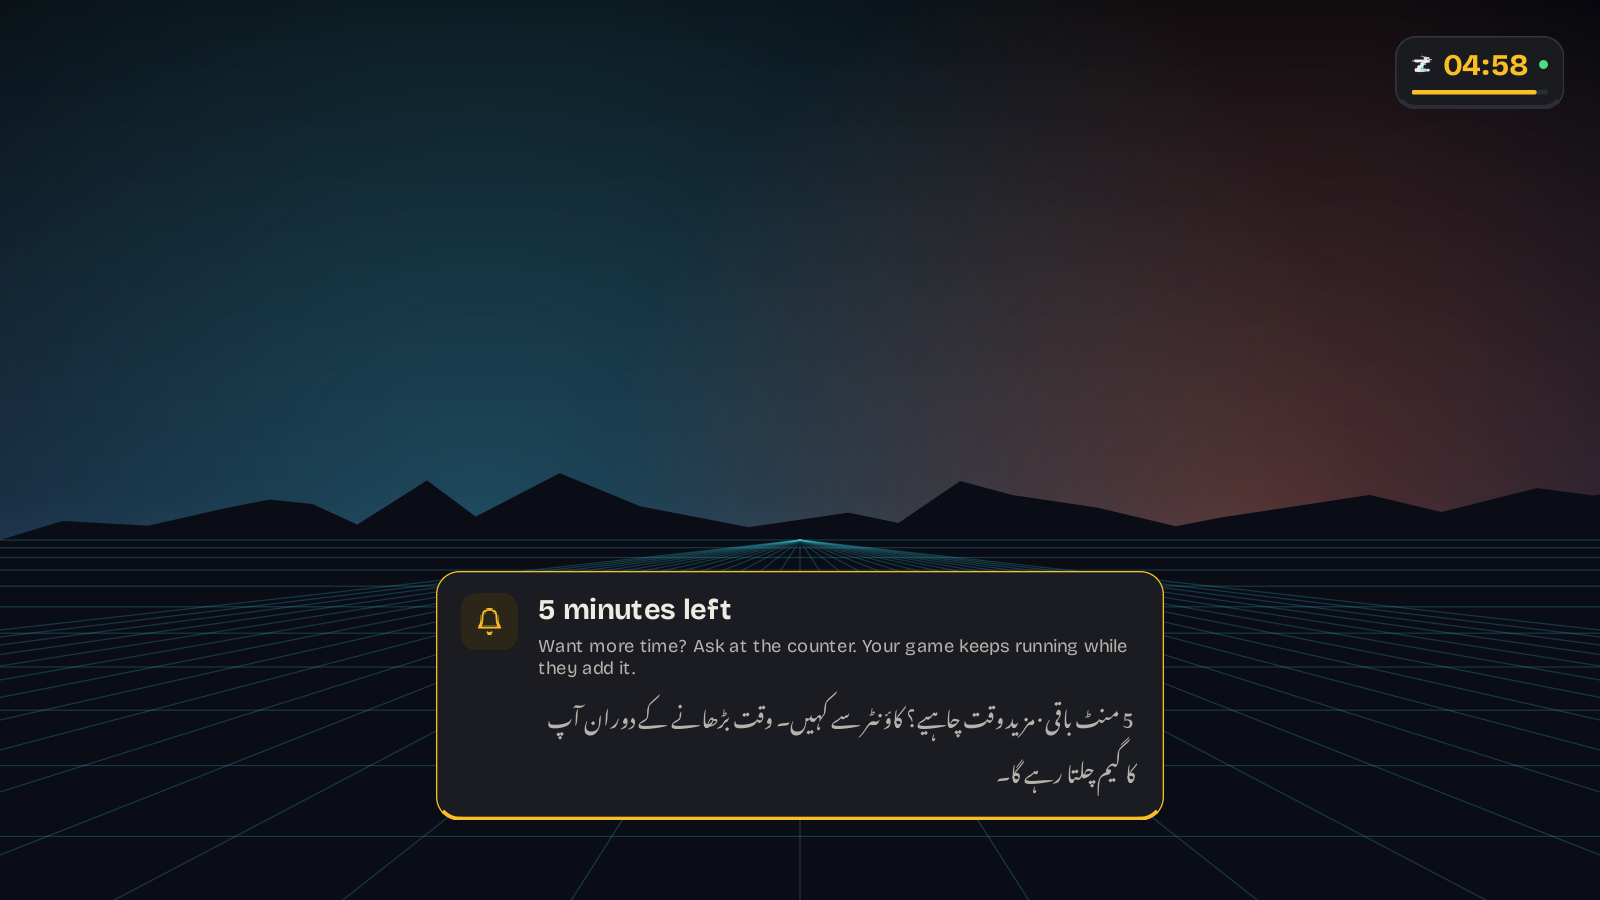 04:58
5 minutes left
Want more time? Ask at the counter. Your game keeps running while
they add it.
5 منٹ باقی · مزید وقت چاہیے؟ کاؤنٹر سے کہیں۔ وقت بڑھانے کے دوران آپ
کا گیم چلتا رہے گا۔